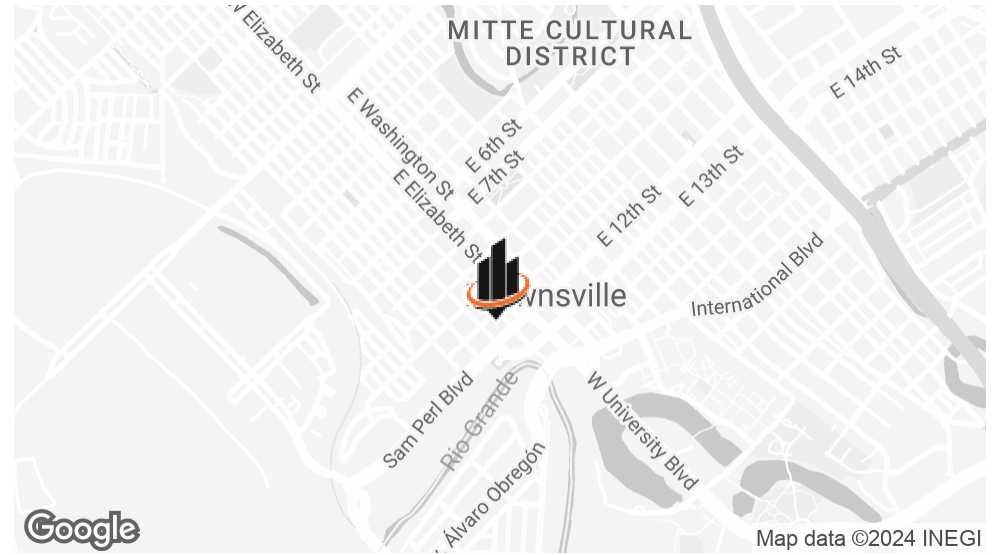 MITTE CULTURAL
DISTRICT
W Elizabeth St
E 14th St
E Washington St
E 6th St
E 7th St
E Elizabeth St
E 13th St
E 12th St
wnsville
International Blvd
Sam Perl Blvd
Rio Grande
W University Blvd
Álvaro Obregón
Google
Map data ©2024 INEGI